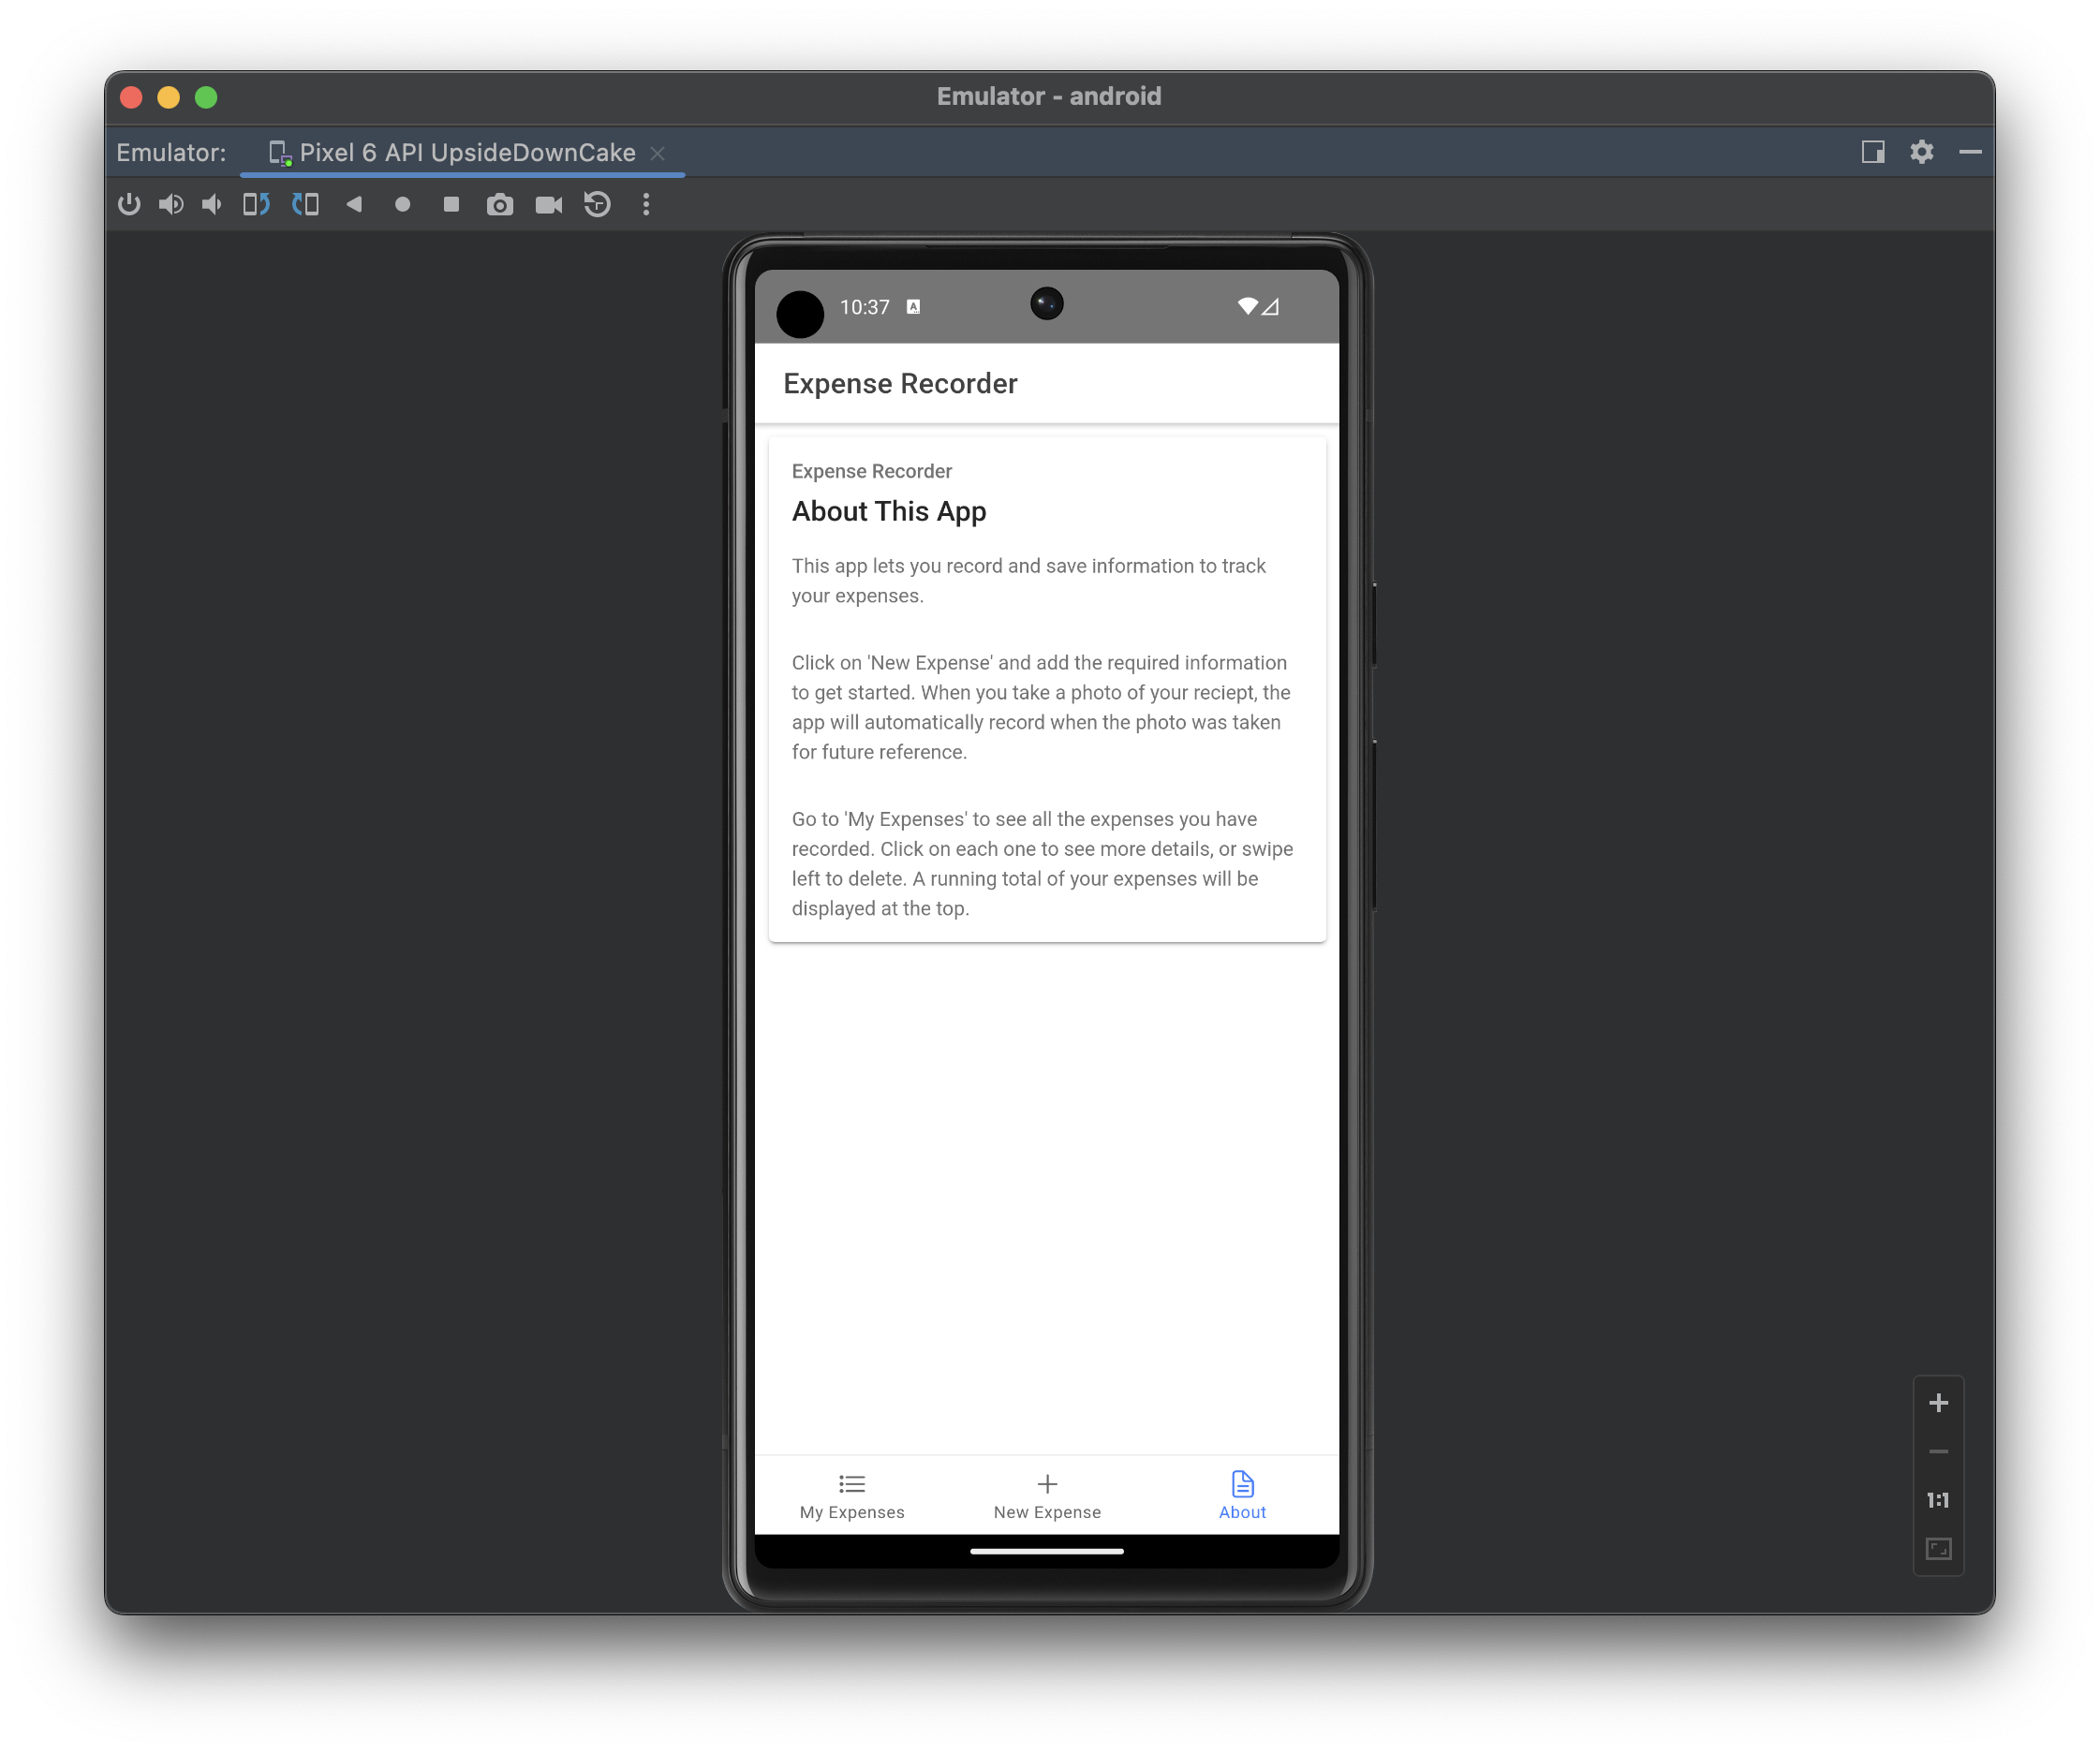 Emulator - android
Emulator:
Pixel 6 API UpsideDownCake
10:37
A
Expense Recorder
Expense Recorder
About This App
This app lets you record and save information to track
your expenses.
Click on 'New Expense' and add the required information
to get started. When you take a photo of your reciept, the
app will automatically record when the photo was taken
for future reference.
Go to 'My Expenses' to see all the expenses you have
recorded. Click on each one to see more details, or swipe
left to delete. A running total of your expenses will be
displayed at the top.
My Expenses
New Expense
About
1:1